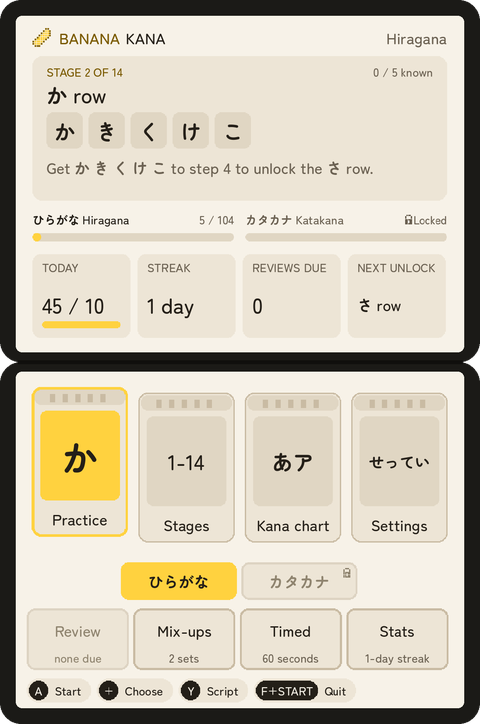 BANANA KANA
Hiragana
STAGE 2 OF 14
0 / 5 known
か row
か き く け こ
Get か き く け こ to step 4 to unlock the さ row.
ひらがな Hiragana
5 / 104
カタカナ Katakana
Locked
TODAY
45 / 10
STREAK
1 day
REVIEWS DUE
0
NEXT UNLOCK
さ row
か
Practice
1-14
Stages
あア
Kana chart
せってい
Settings
ひらがな
カタカナ
Review
none due
Mix-ups
2 sets
Timed
60 seconds
Stats
1-day streak
A Start
+ Choose
Y Script
F+START Quit